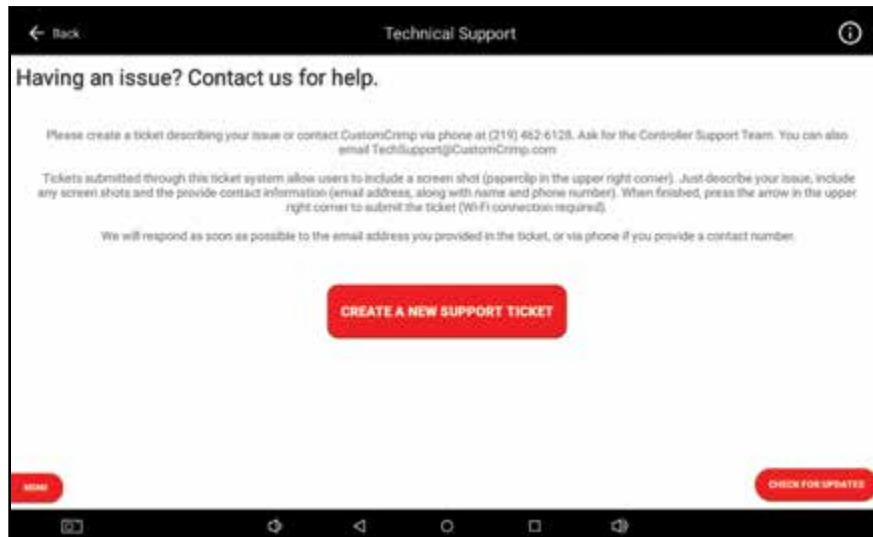 Back
Technical Support
Having an issue? Contact us for help.
Please create a ticket describing your issue or contact CustomCrimp via phone at (219) 462-6128. Ask for the Controller Support Team. You can also
email TechSupport@CustomCrimp.com
Tickets submitted through this ticket system allow users to include a screen shot (paperclip in the upper right corner). Just describe your issue, include
any screen shots and the provide contact information (email address, along with name and phone number). When finished, press the arrow in the upper
right corner to submit the ticket (Wi-Fi connection required).
We will respond as soon as possible to the email address you provided in the ticket, or via phone if you provide a contact number.
CREATE A NEW SUPPORT TICKET
MENU
CHECK FOR UPDATES